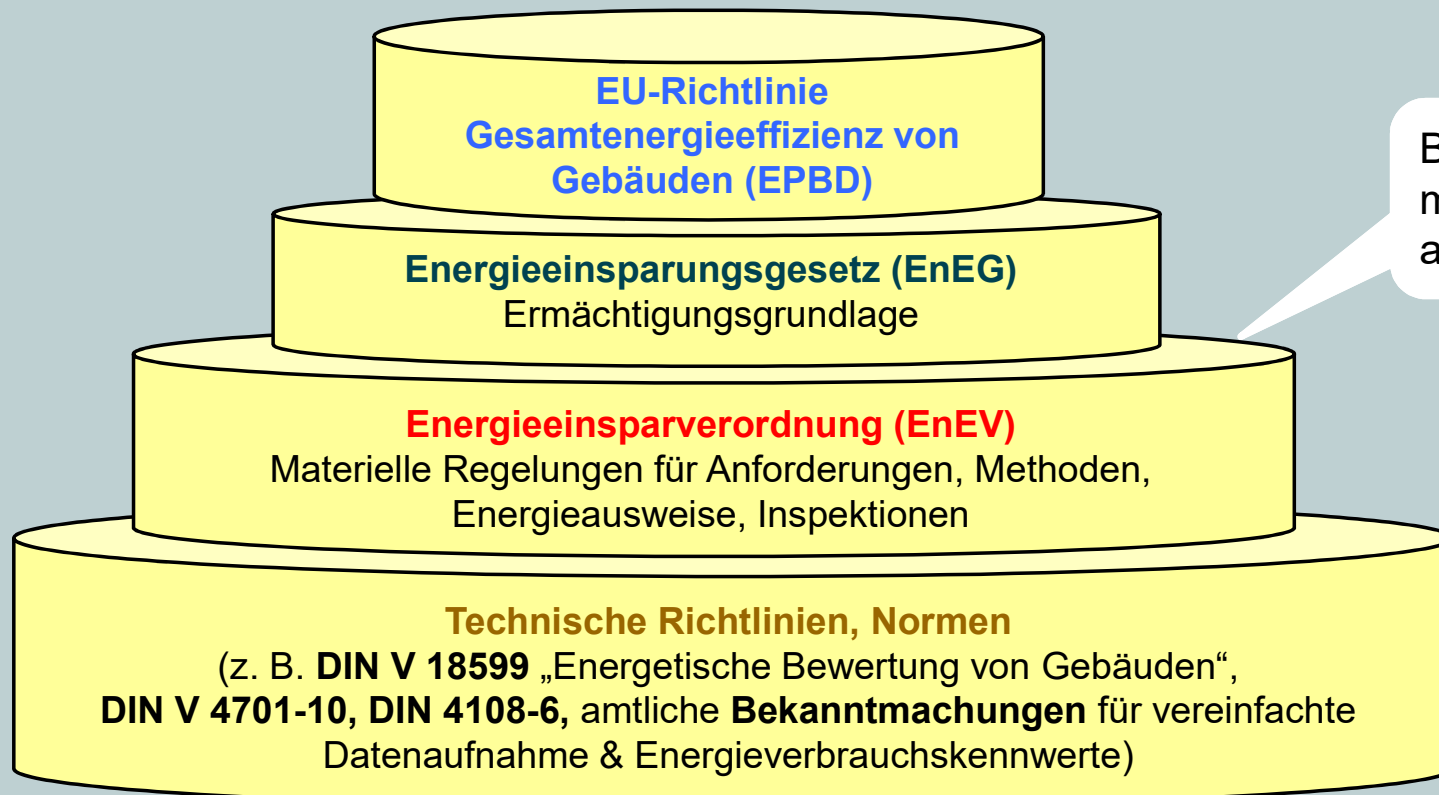 EU-Richtlinie
Gesamtenergieeffizienz von
Gebäuden (EPBD)
Energieeinsparungsgesetz (EnEG)
Ermächtigungsgrundlage
Energieeinsparverordnung (EnEV)
Materielle Regelungen für Anforderungen, Methoden,
Energieausweise, Inspektionen
Technische Richtlinien, Normen
(z. B. DIN V 18599 „Energetische Bewertung von Gebäuden“,
DIN V 4701-10, DIN 4108-6, amtliche Bekanntmachungen für vereinfachte
Datenaufnahme & Energieverbrauchskennwerte)